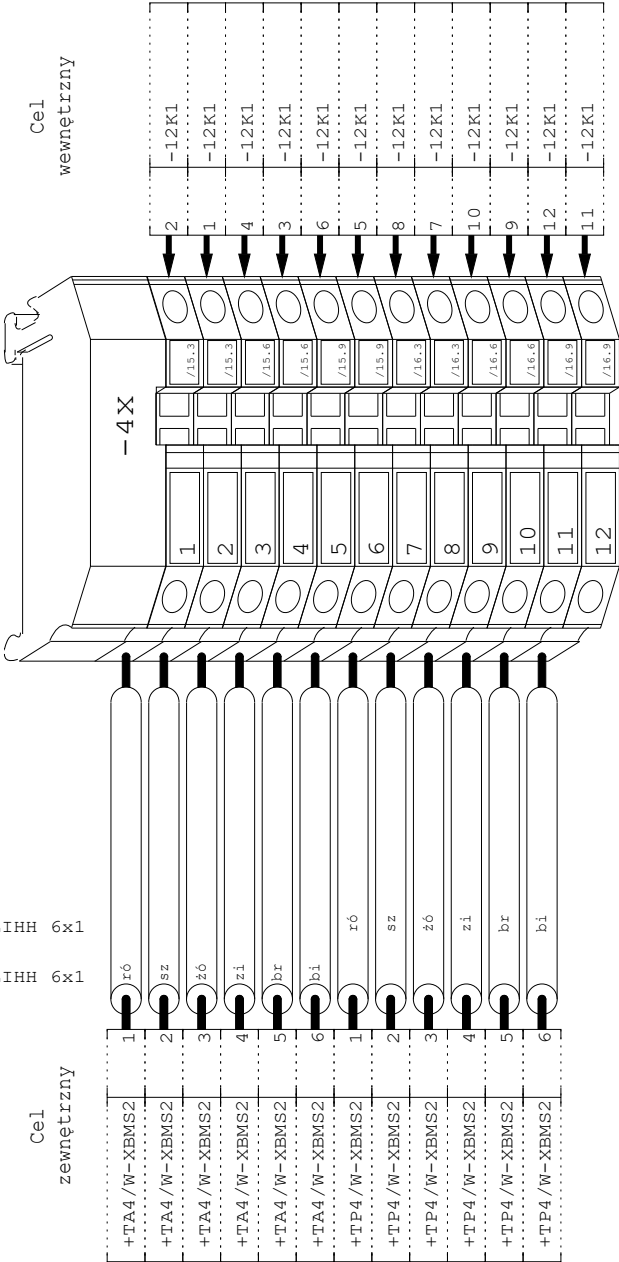 Cel
wewnętrzny
-12K1
-12K1
-12K1
-12K1
-12K1
-12K1
-12K1
-12K1
-12K1
-12K1
-12K1
-12K1
2
1
4
3
6
5
8
7
10
9
12
11
/15.3
/15.3
/15.6
/15.6
/15.9
/15.9
/16.3
/16.3
/16.6
/16.6
/16.9
/16.9
-4X
1
2
3
4
5
6
7
8
9
10
11
12
IHH 6x1
ró
sz
żó
zi
br
bi
IHH 6x1
ró
sz
żó
zi
br
bi
1
2
3
4
5
6
1
2
3
4
5
6
Cel
zewnętrzny
+TA4/W-XBMS2
+TA4/W-XBMS2
+TA4/W-XBMS2
+TA4/W-XBMS2
+TA4/W-XBMS2
+TA4/W-XBMS2
+TP4/W-XBMS2
+TP4/W-XBMS2
+TP4/W-XBMS2
+TP4/W-XBMS2
+TP4/W-XBMS2
+TP4/W-XBMS2